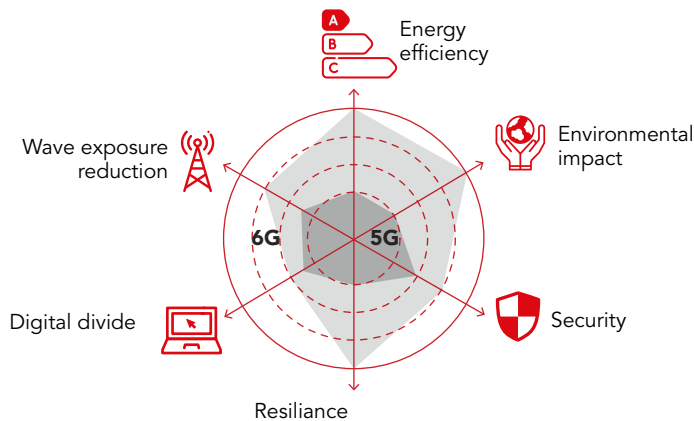 A
B
C
Energy
efficiency
Wave exposure
reduction
Environmental
impact
6G
5G
Digital divide
Security
Resiliance